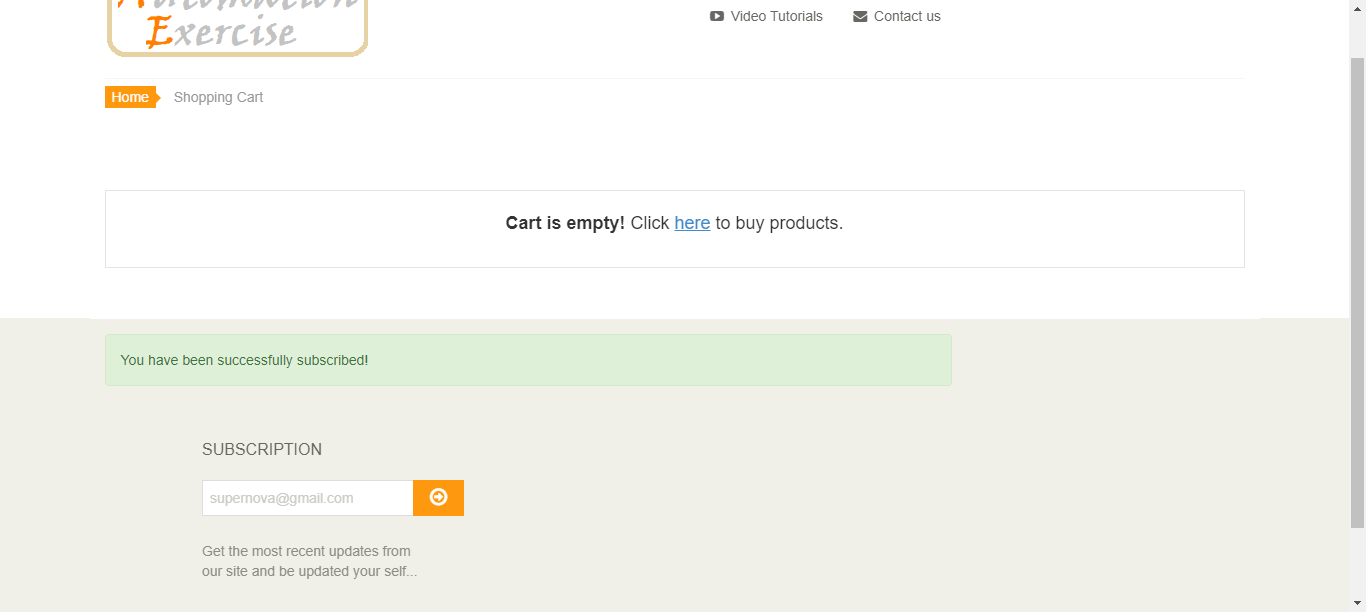 Automation
Exercise
Video Tutorials
Contact us
Home
Shopping Cart
Cart is empty! Click here to buy products.
You have been successfully subscribed!
SUBSCRIPTION
supernova@gmail.com
Get the most recent updates from
our site and be updated your self...